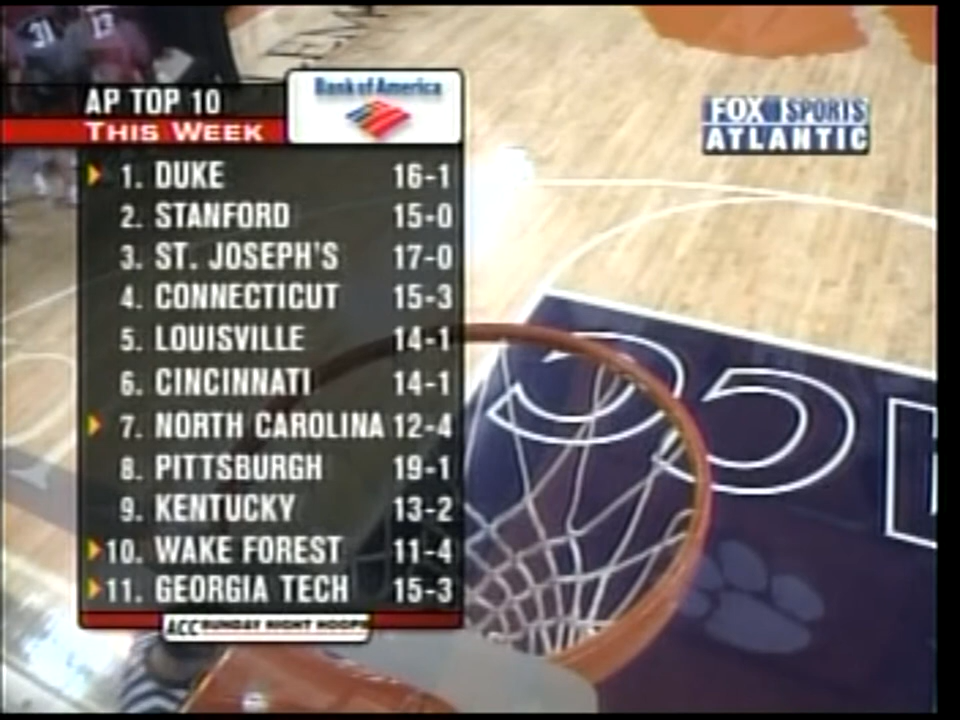 31 13
AP TOP 10
Bank of America
THIS WEEK
FOX SPORTS
ATLANTIC
1. DUKE 16-1
2. STANFORD 15-0
3. ST. JOSEPH'S 17-0
4. CONNECTICUT 15-3
5. LOUISVILLE 14-1
6. CINCINNATI 14-1
7. NORTH CAROLINA 12-4
8. PITTSBURGH 19-1
9. KENTUCKY 13-2
10. WAKE FOREST 11-4
11. GEORGIA TECH 15-3
ACC SUNDAY NIGHT HOOPS